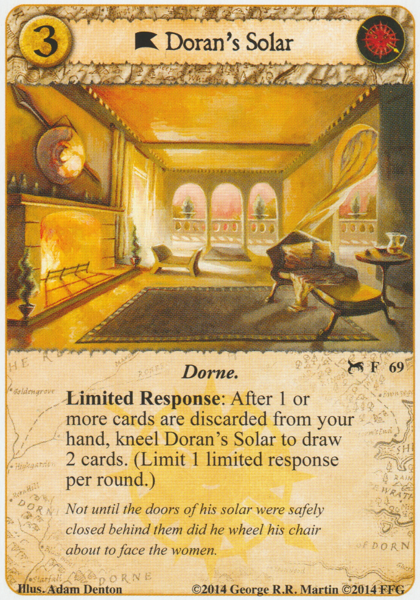 3
Doran's Solar
Dorne.
F 69
Limited Response: After 1 or
more cards are discarded from your
hand, kneel Doran's Solar to draw
2 cards. (Limit 1 limited response
per round.)
Not until the doors of his solar were safely
closed behind them did he wheel his chair
about to face the women.
Illus. Adam Denton
©2014 George R.R. Martin ©2014 FFG